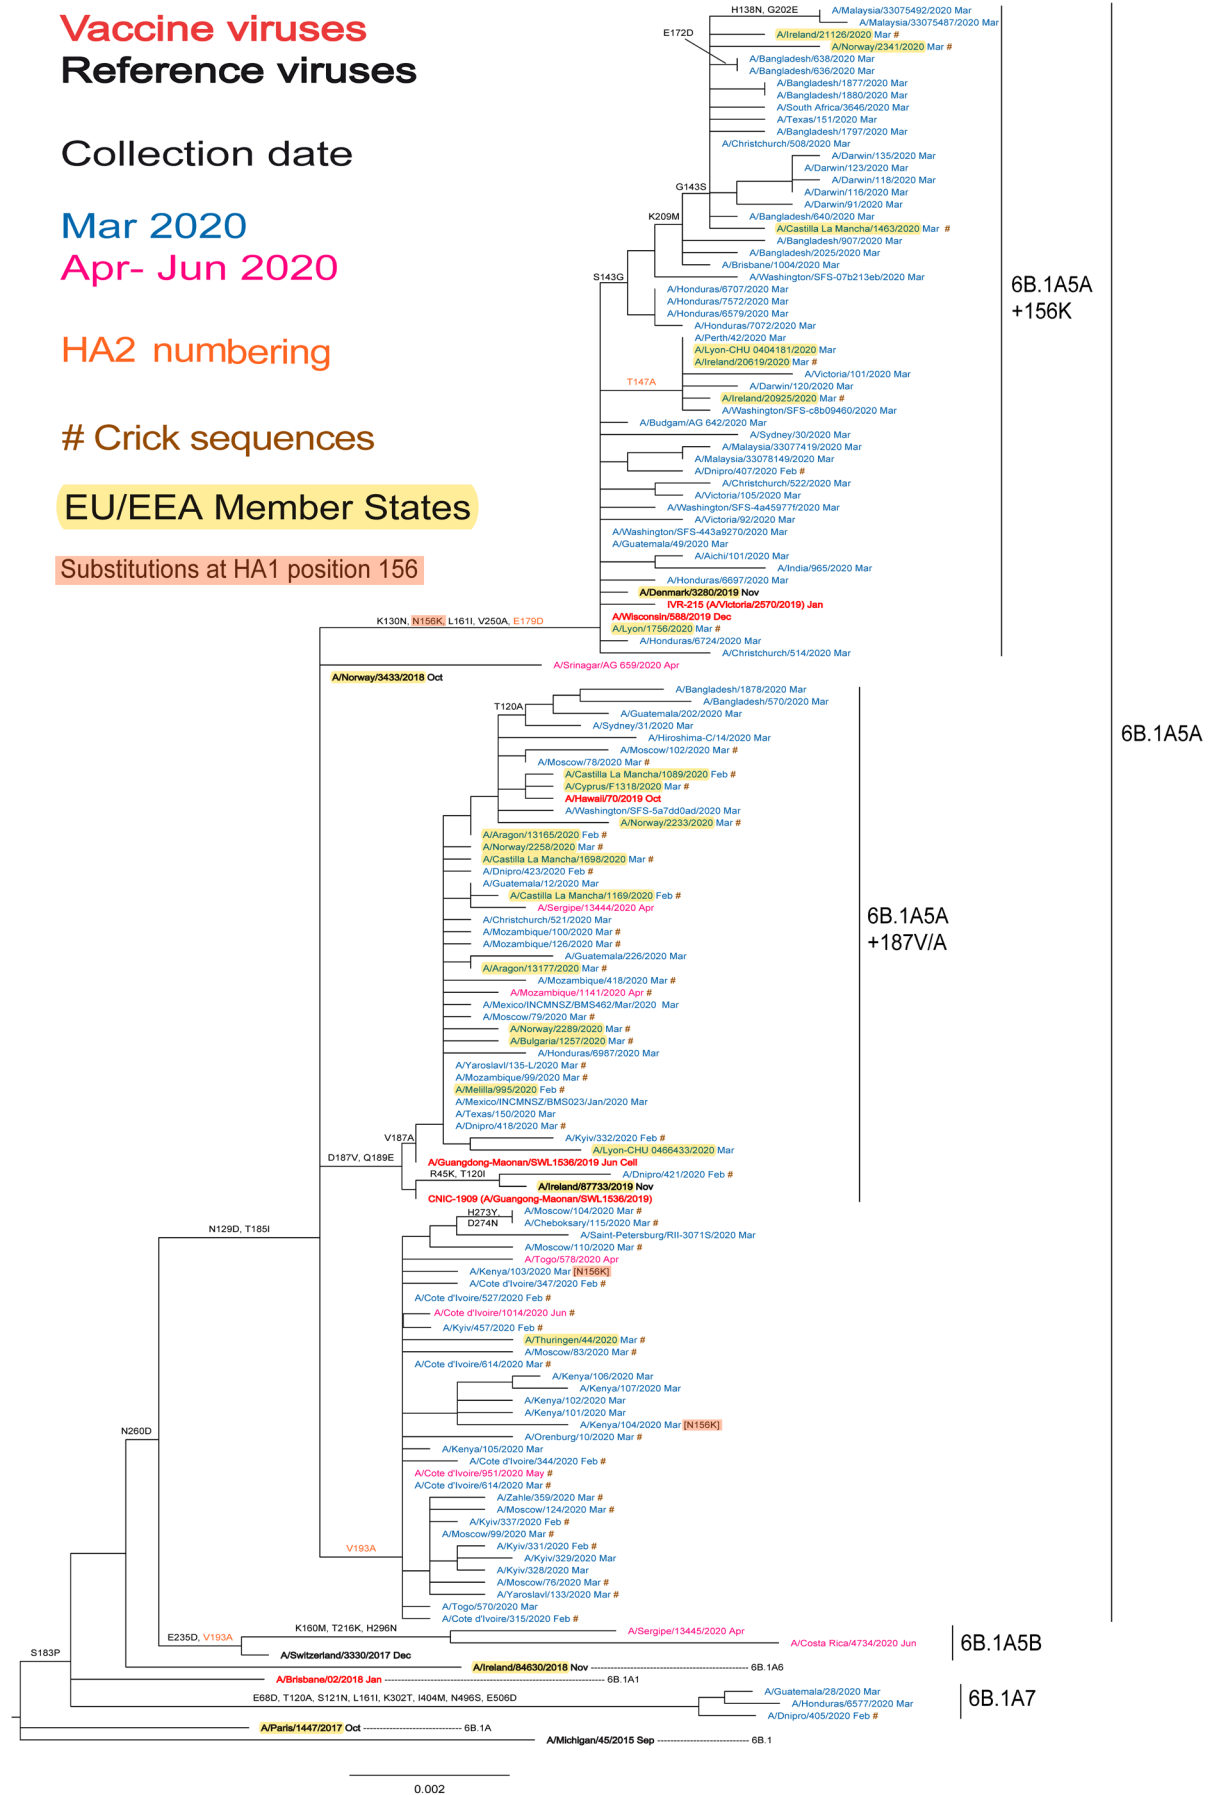 Vaccine viruses
Reference viruses
Collection date
Mar 2020
Apr- Jun 2020
HA2 numbering
# Crick sequences
EU/EEA Member States
Substitutions at HA1 position 156
H138N, G202E
A/Malaysia/33075492/2020 Mar
A/Malaysia/33075487/2020 Mar
A/Ireland/21126/2020 Mar #
E172D
A/Norway/2341/2020 Mar #
A/Bangladesh/638/2020 Mar
A/Bangladesh/636/2020 Mar
A/Bangladesh/1877/2020 Mar
A/Bangladesh/1880/2020 Mar
A/South Africa/3646/2020 Mar
A/Texas/151/2020 Mar
A/Bangladesh/1797/2020 Mar
A/Christchurch/508/2020 Mar
A/Darwin/135/2020 Mar
A/Darwin/123/2020 Mar
A/Darwin/118/2020 Mar
G143S
A/Darwin/116/2020 Mar
A/Darwin/91/2020 Mar
K209M
A/Bangladesh/640/2020 Mar
A/Castilla La Mancha/1463/2020 Mar #
A/Bangladesh/907/2020 Mar
A/Bangladesh/2025/2020 Mar
A/Brisbane/1004/2020 Mar
S143G
A/Washington/SFS-07b213eb/2020 Mar
A/Honduras/6707/2020 Mar
A/Honduras/7572/2020 Mar
A/Honduras/6579/2020 Mar
A/Honduras/7072/2020 Mar
6B.1A5A
+156K
A/Perth/42/2020 Mar
A/Lyon-CHU 0404181/2020 Mar
A/Ireland/20619/2020 Mar #
A/Victoria/101/2020 Mar
T147A
A/Darwin/120/2020 Mar
A/Ireland/20925/2020 Mar #
A/Washington/SFS-c8b09460/2020 Mar
A/Budgam/AG 642/2020 Mar
A/Sydney/30/2020 Mar
A/Malaysia/33077419/2020 Mar
A/Malaysia/33078149/2020 Mar
A/Dnipro/407/2020 Feb #
A/Christchurch/522/2020 Mar
A/Victoria/105/2020 Mar
A/Washington/SFS-4a45977f/2020 Mar
A/Victoria/92/2020 Mar
A/Washington/SFS-443a9270/2020 Mar
A/Guatemala/49/2020 Mar
A/Aichi/101/2020 Mar
A/India/965/2020 Mar
A/Honduras/6697/2020 Mar
A/Denmark/3280/2019 Nov
IVR-215 (A/Victoria/2570/2019) Jan
A/Wisconsin/588/2019 Dec
K130N, N156K, L161I, V250A, E179D
A/Lyon/1756/2020 Mar #
A/Honduras/6724/2020 Mar
A/Christchurch/514/2020 Mar
A/Srinagar/AG 659/2020 Apr
A/Norway/3433/2018 Oct
A/Bangladesh/1878/2020 Mar
A/Bangladesh/570/2020 Mar
T120A
A/Guatemala/202/2020 Mar
A/Sydney/31/2020 Mar
6B.1A5A
A/Hiroshima-C/14/2020 Mar
A/Moscow/102/2020 Mar #
A/Moscow/78/2020 Mar #
A/Castilla La Mancha/1089/2020 Feb #
A/Cyprus/F1318/2020 Mar #
A/Hawaii/70/2019 Oct
A/Washington/SFS-5a7dd0ad/2020 Mar
A/Norway/2233/2020 Mar #
A/Aragon/13165/2020 Feb #
A/Norway/2258/2020 Mar #
A/Castilla La Mancha/1698/2020 Mar #
A/Dnipro/423/2020 Feb #
A/Guatemala/12/2020 Mar
A/Castilla La Mancha/1169/2020 Feb #
A/Sergipe/13444/2020 Apr
A/Christchurch/521/2020 Mar
6B.1A5A
+187V/A
A/Mozambique/100/2020 Mar #
A/Mozambique/126/2020 Mar #
A/Guatemala/226/2020 Mar
A/Aragon/13177/2020 Mar #
A/Mozambique/418/2020 Mar #
A/Mozambique/1141/2020 Apr #
A/Mexico/INCMNSZ/BMS462/Mar/2020 Mar
A/Moscow/79/2020 Mar #
A/Norway/2289/2020 Mar #
A/Bulgaria/1257/2020 Mar #
A/Honduras/6987/2020 Mar
A/Yaroslavl/135-L/2020 Mar #
A/Mozambique/99/2020 Mar #
A/Melilla/995/2020 Feb #
A/Mexico/INCMNSZ/BMS023/Jan/2020 Mar
A/Texas/150/2020 Mar
A/Dnipro/418/2020 Mar #
V187A
A/Kyiv/332/2020 Feb #
A/Lyon-CHU 0466433/2020 Mar
D187V, Q189E
A/Guangdong-Maonan/SWL1536/2019 Jun Cell
R45K, T120I
A/Dnipro/421/2020 Feb #
A/Ireland/87733/2019 Nov
CNIC-1909 (A/Guangong-Maonan/SWL1536/2019)
H273Y,
D274N
A/Moscow/104/2020 Mar #
A/Cheboksary/115/2020 Mar #
N129D, T185I
A/Saint-Petersburg/RII-3071S/2020 Mar
A/Moscow/110/2020 Mar #
A/Togo/578/2020 Apr
A/Kenya/103/2020 Mar [N156K]
A/Cote d'Ivoire/347/2020 Feb #
A/Cote d'Ivoire/527/2020 Feb #
A/Cote d'Ivoire/1014/2020 Jun #
A/Kyiv/457/2020 Feb #
A/Thuringen/44/2020 Mar #
A/Moscow/83/2020 Mar #
A/Cote d'Ivoire/614/2020 Mar #
A/Kenya/106/2020 Mar
A/Kenya/107/2020 Mar
A/Kenya/102/2020 Mar
A/Kenya/101/2020 Mar
A/Kenya/104/2020 Mar [N156K]
N260D
A/Orenburg/10/2020 Mar #
A/Kenya/105/2020 Mar
A/Cote d'Ivoire/344/2020 Feb #
A/Cote d'Ivoire/951/2020 May #
A/Cote d'Ivoire/614/2020 Mar #
A/Zahle/359/2020 Mar #
A/Moscow/124/2020 Mar #
A/Kyiv/337/2020 Feb #
A/Moscow/99/2020 Mar #
V193A
A/Kyiv/331/2020 Feb #
A/Kyiv/329/2020 Mar
A/Kyiv/328/2020 Mar
A/Moscow/76/2020 Mar #
A/Yaroslavl/133/2020 Mar #
A/Togo/570/2020 Mar
A/Cote d'Ivoire/315/2020 Feb #
K160M, T216K, H296N
A/Sergipe/13445/2020 Apr
E235D, V193A
A/Costa Rica/4734/2020 Jun
6B.1A5B
A/Switzerland/3330/2017 Dec
S183P
A/Ireland/84630/2018 Nov 6B.1A6
A/Brisbane/02/2018 Jan 6B.1A1
E68D, T120A, S121N, L161I, K302T, I404M, N496S, E506D
A/Guatemala/28/2020 Mar
A/Honduras/6577/2020 Mar
A/Dnipro/405/2020 Feb #
6B.1A7
A/Paris/1447/2017 Oct 6B.1A
A/Michigan/45/2015 Sep 6B.1
0.002